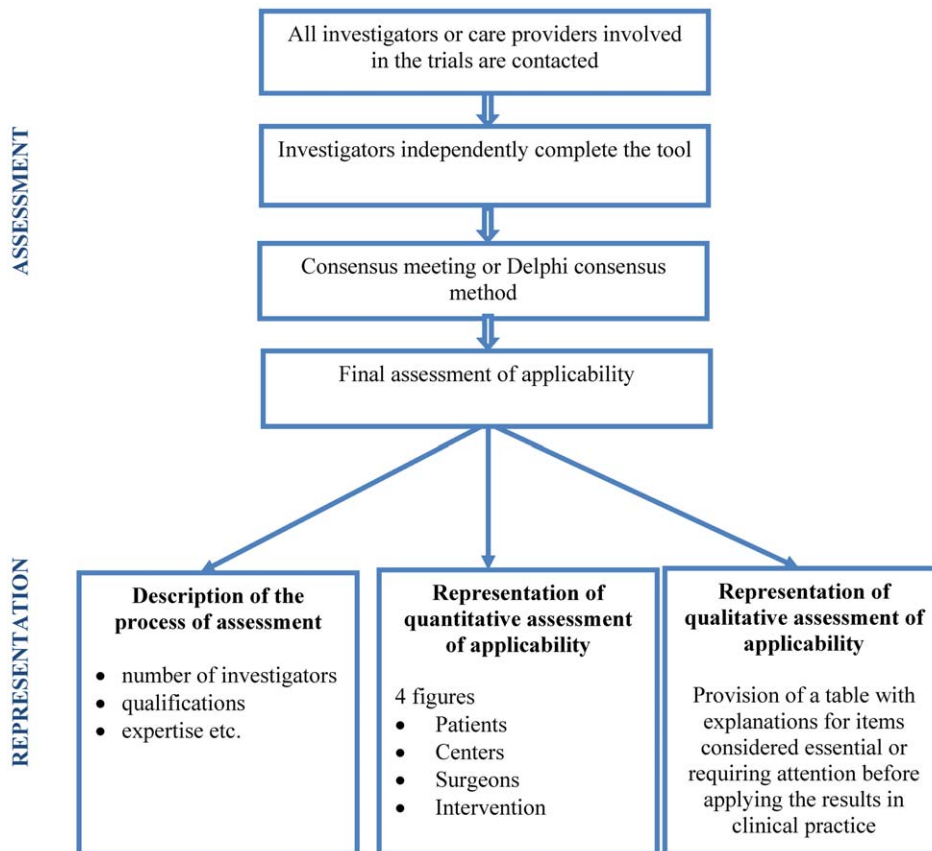 ASSESSMENT
All investigators or care providers involved
in the trials are contacted
Investigators independently complete the tool
Consensus meeting or Delphi consensus
method
Final assessment of applicability
REPRESENTATION
Description of the
process of assessment
• number of investigators
• qualifications
• expertise etc.
Representation of
quantitative assessment
of applicability
4 figures
• Patients
• Centers
• Surgeons
• Intervention
Representation of
qualitative assessment of
applicability
Provision of a table with
explanations for items
considered essential or
requiring attention before
applying the results in
clinical practice